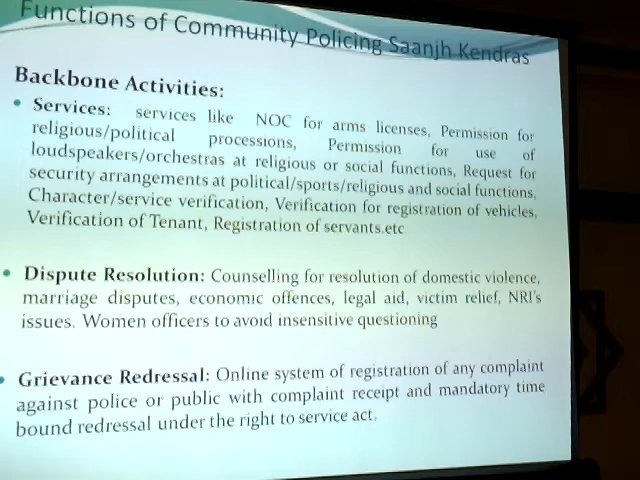 Functions of Community Policing Saanjh Kendras
Backbone Activities:
• Services: services like NOC for arms licenses, Permission for
religious/political processions, Permission for use of
loudspeakers/orchestras at religious or social functions, Request for
security arrangements at political/sports/religious and social functions,
Character/service verification, Verification for registration of vehicles,
Verification of Tenant, Registration of servants.etc
• Dispute Resolution: Counselling for resolution of domestic violence,
marriage disputes, economic offences, legal aid, victim relief, NRI's
issues. Women officers to avoid insensitive questioning
• Grievance Redressal: Online system of registration of any complaint
against police or public with complaint receipt and mandatory time
bound redressal under the right to service act.